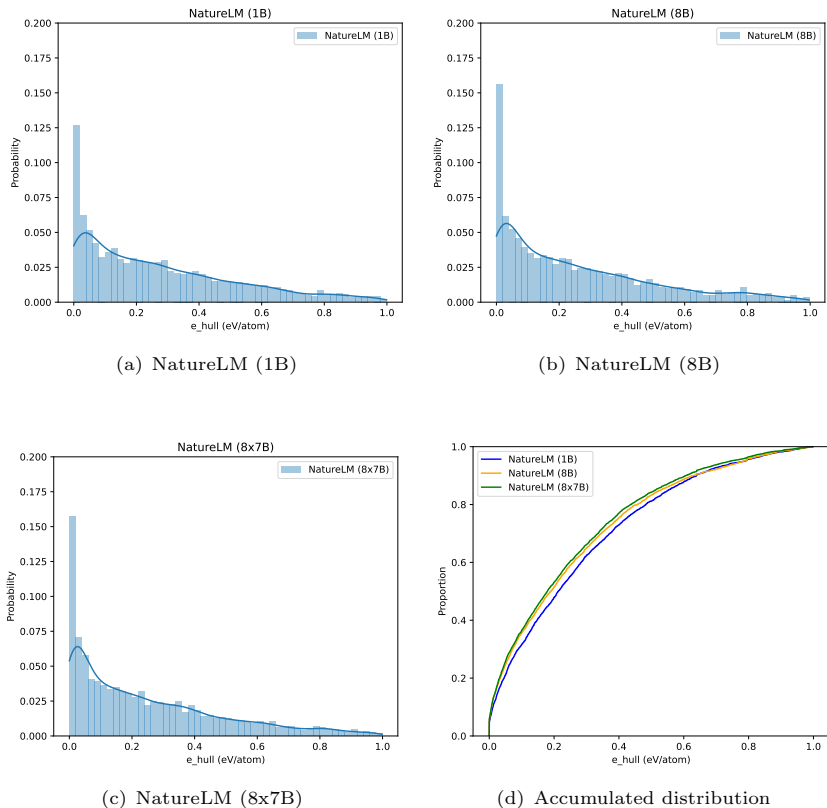 NatureLM (1B)
NatureLM (1B)
0.200
0.175
0.150
0.125
0.100
0.075
0.050
0.025
0.000
Probability
0.0 0.2 0.4 0.6 0.8 1.0
e_hull (eV/atom)
(a) NatureLM (1B)
NatureLM (8B)
NatureLM (8B)
0.200
0.175
0.150
0.125
0.100
0.075
0.050
0.025
0.000
Probability
0.0 0.2 0.4 0.6 0.8 1.0
e_hull (eV/atom)
(b) NatureLM (8B)
NatureLM (8x7B)
NatureLM (8x7B)
0.200
0.175
0.150
0.125
0.100
0.075
0.050
0.025
0.000
Probability
0.0 0.2 0.4 0.6 0.8 1.0
e_hull (eV/atom)
(c) NatureLM (8x7B)
NatureLM (1B)
NatureLM (8B)
NatureLM (8x7B)
1.0
0.8
0.6
0.4
0.2
0.0
Proportion
0.0 0.2 0.4 0.6 0.8 1.0
e_hull (eV/atom)
(d) Accumulated distribution